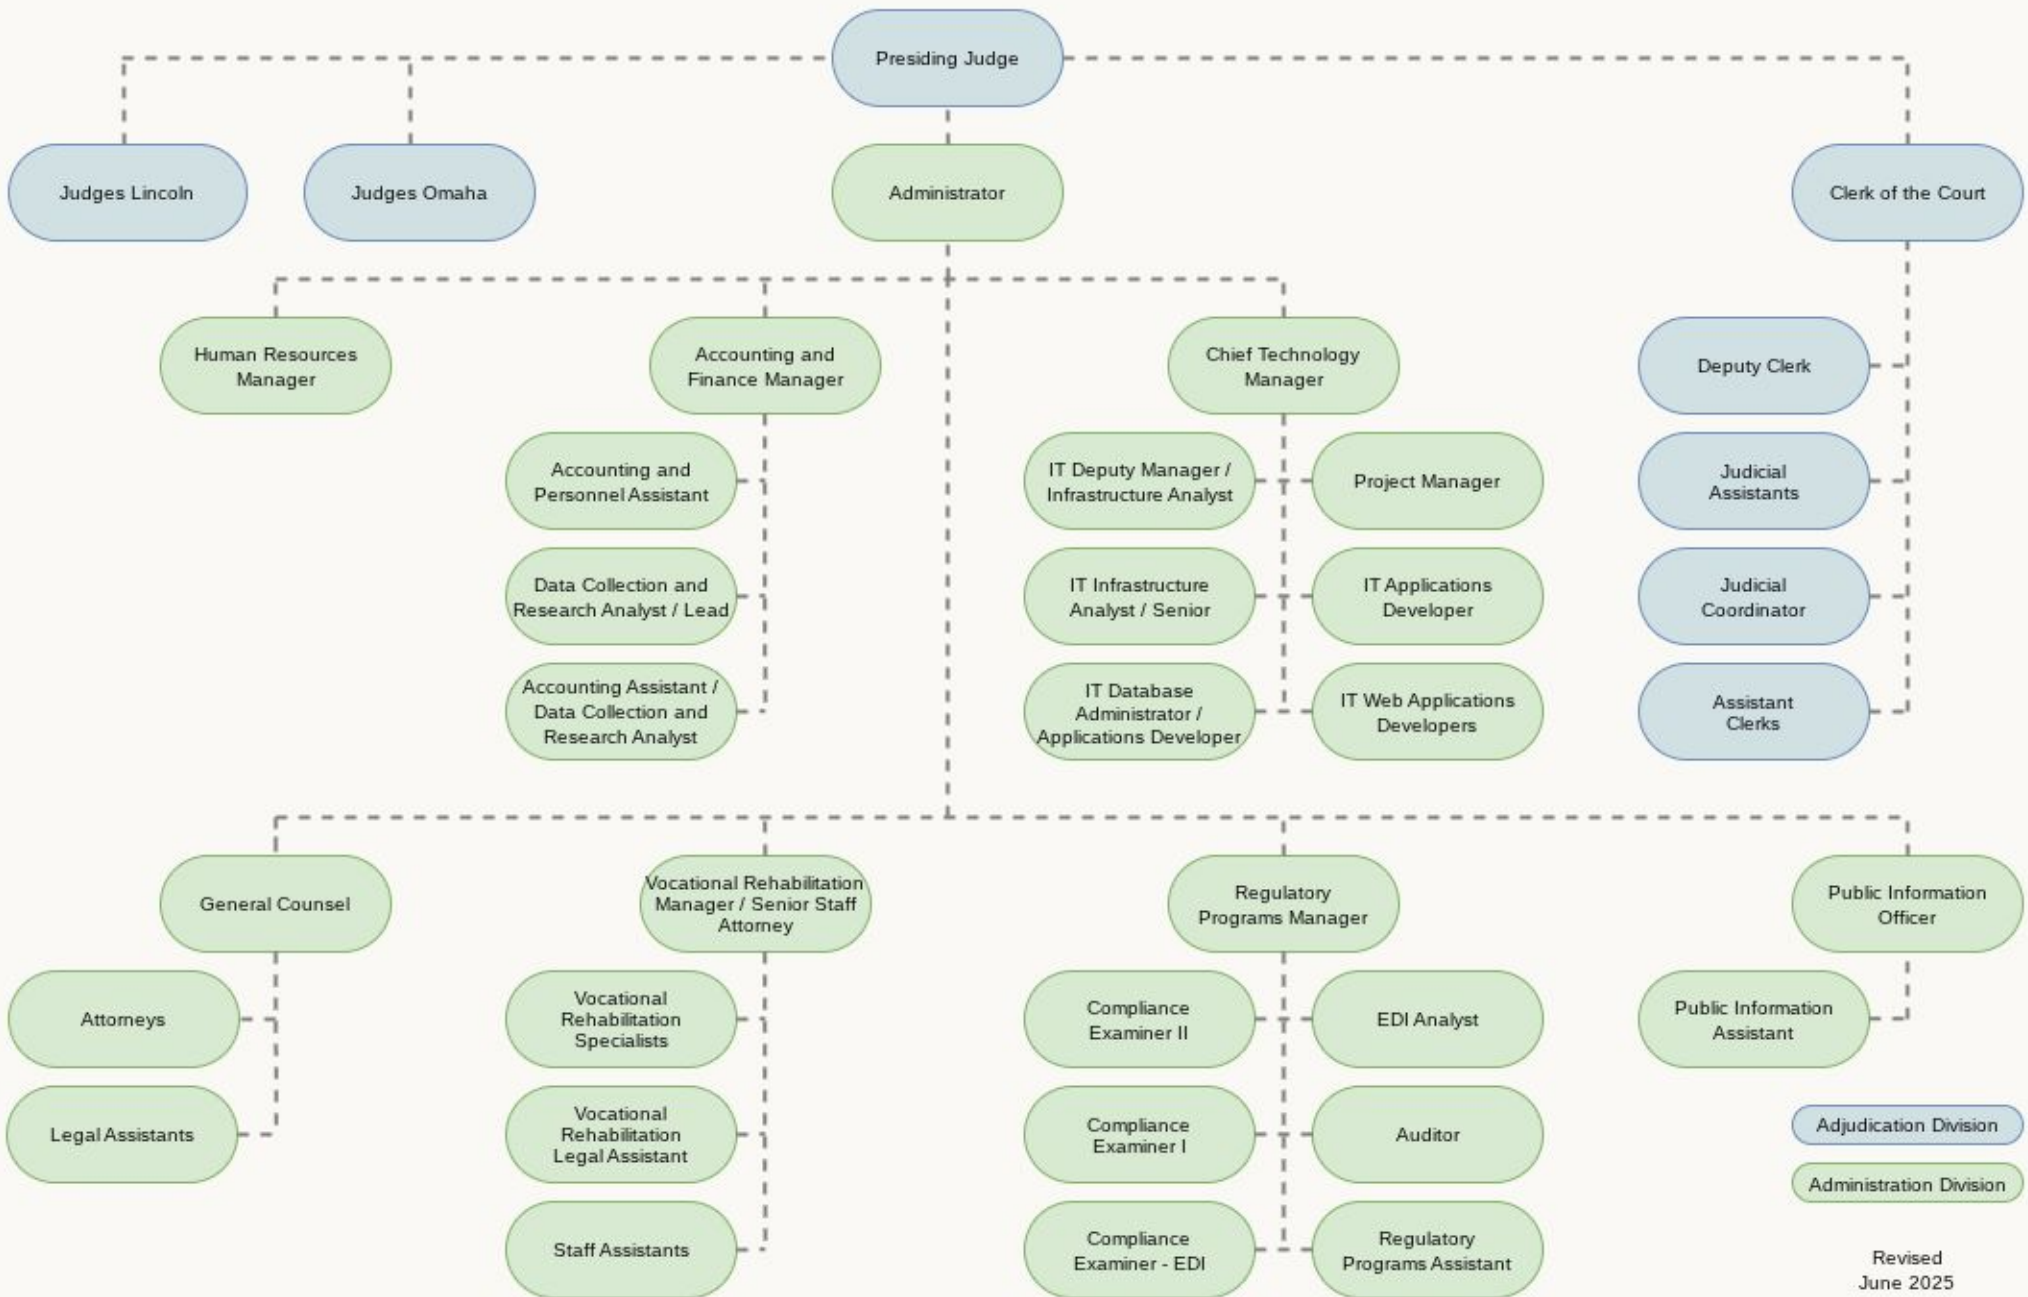 Presiding Judge
Judges Lincoln
Judges Omaha
Administrator
Clerk of the Court
Human Resources
Manager
Accounting and
Finance Manager
Chief Technology
Manager
Deputy Clerk
Accounting and
Personnel Assistant
IT Deputy Manager /
Infrastructure Analyst
Project Manager
Judicial
Assistants
Data Collection and
Research Analyst / Lead
IT Infrastructure
Analyst / Senior
IT Applications
Developer
Judicial
Coordinator
Accounting Assistant /
Data Collection and
Research Analyst
IT Database
Administrator /
Applications Developer
IT Web Applications
Developers
Assistant
Clerks
General Counsel
Vocational Rehabilitation
Manager / Senior Staff
Attorney
Regulatory
Programs Manager
Public Information
Officer
Attorneys
Vocational
Rehabilitation
Specialists
Compliance
Examiner II
EDI Analyst
Public Information
Assistant
Legal Assistants
Vocational
Rehabilitation
Legal Assistant
Compliance
Examiner I
Auditor
Adjudication Division
Administration Division
Staff Assistants
Compliance
Examiner - EDI
Regulatory
Programs Assistant
Revised
June 2025